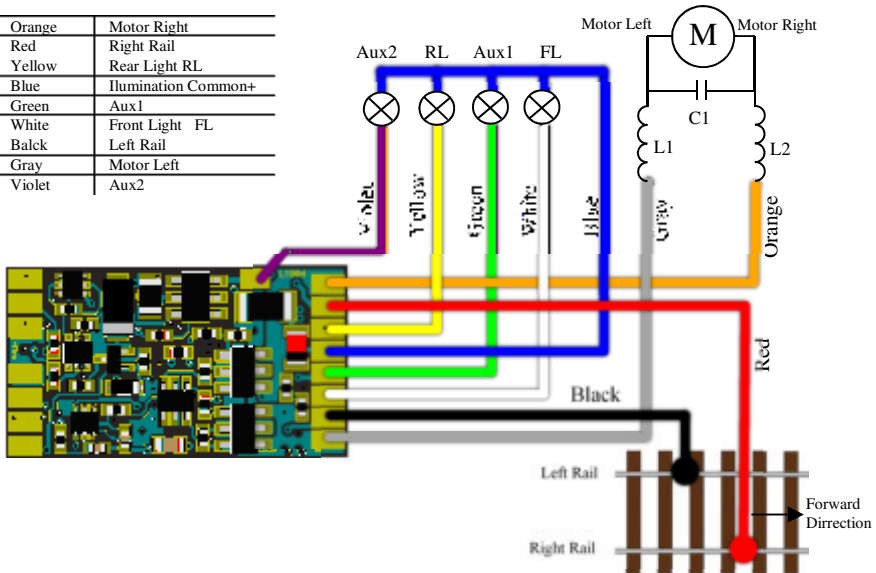 Orange Motor Right
Red Right Rail
Yellow Rear Light RL
Blue Ilumination Common+
Green Aux1
White Front Light FL
Balck Left Rail
Gray Motor Left
Violet Aux2
Motor Left
M
Motor Right
Aux2
RL
Aux1
FL
C1
L1
L2
Violet
Yellow
Green
White
Blue
Gray
Orange
Red
Black
Left Rail
Right Rail
Forward
Dirrection